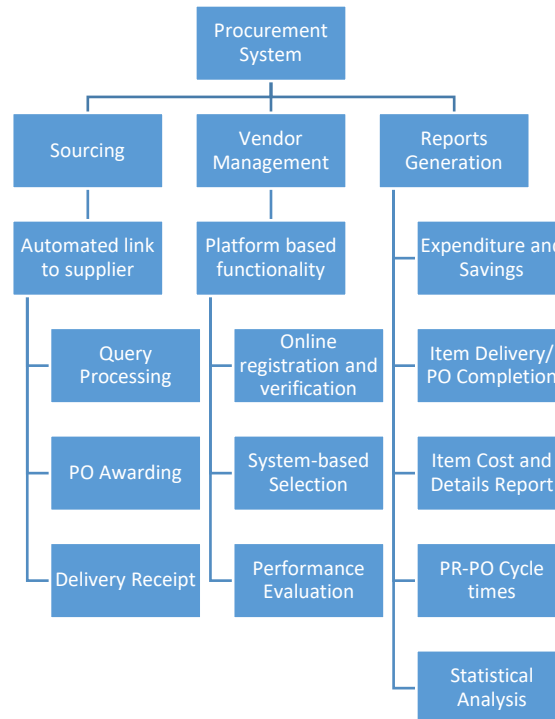 Procurement
System
Sourcing
Vendor
Management
Reports
Generation
Automated link
to supplier
Platform based
functionality
Expenditure and
Savings
Query
Processing
Online
registration and
verification
Item Delivery/
PO Completion
PO Awarding
System-based
Selection
Item Cost and
Details Report
Delivery Receipt
Performance
Evaluation
PR-PO Cycle
times
Statistical
Analysis